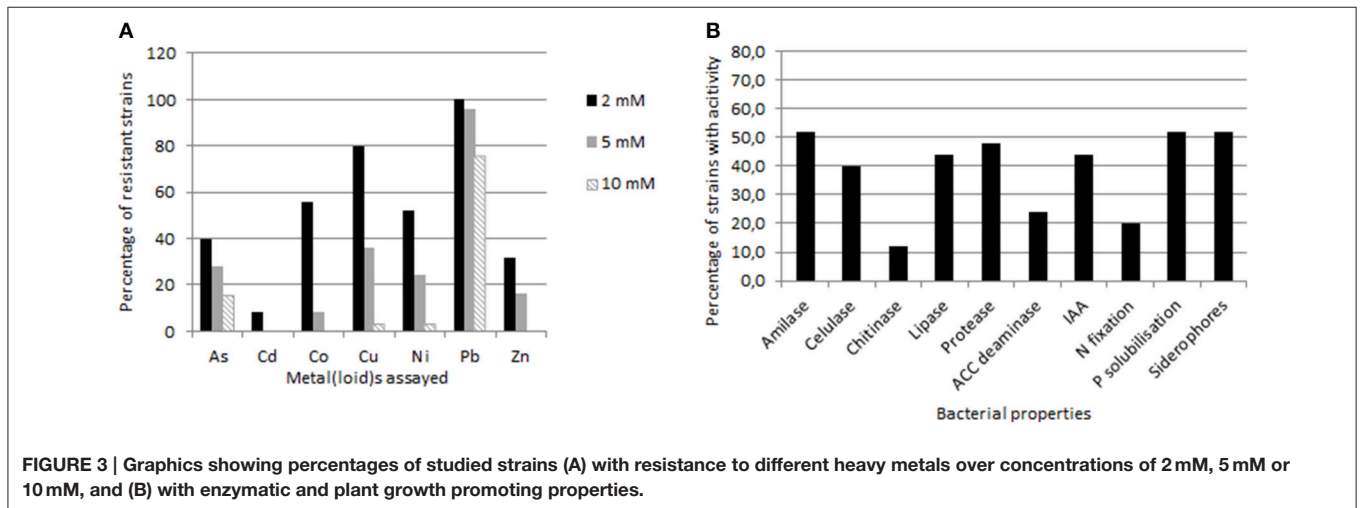 A
Percentage of resistant strains
120
100
80
60
40
20
0
As Cd Co Cu Ni Pb Zn
Metal(loid)s assayed
2 mM
5 mM
10 mM
B
Percentage of strains with acitivity
80,0
70,0
60,0
50,0
40,0
30,0
20,0
10,0
0,0
Amilase
Celulase
Chitinase
Lipase
Protease
ACC deaminase
IAA
N fixation
P solubilisation
Siderophores
Bacterial properties
FIGURE 3 | Graphics showing percentages of studied strains (A) with resistance to different heavy metals over concentrations of 2 mM, 5 mM or
10 mM, and (B) with enzymatic and plant growth promoting properties.